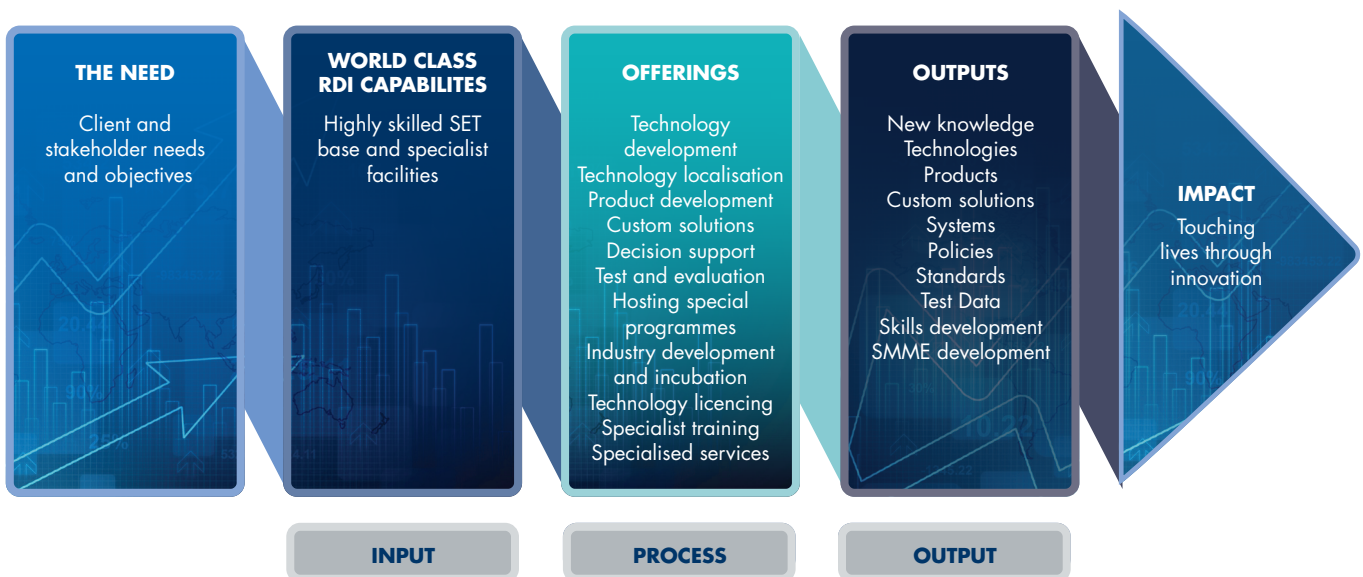 THE NEED
Client and
stakeholder needs
and objectives
WORLD CLASS
RDI CAPABILITES
Highly skilled SET
base and specialist
facilities
OFFERINGS
Technology
development
Technology localisation
Product development
Custom solutions
Decision support
Test and evaluation
Hosting special
programmes
Industry development
and incubation
Technology licencing
Specialist training
Specialised services
OUTPUTS
New knowledge
Technologies
Products
Custom solutions
Systems
Policies
Standards
Test Data
Skills development
SMME development
IMPACT
Touching
lives through
innovation
INPUT
PROCESS
OUTPUT